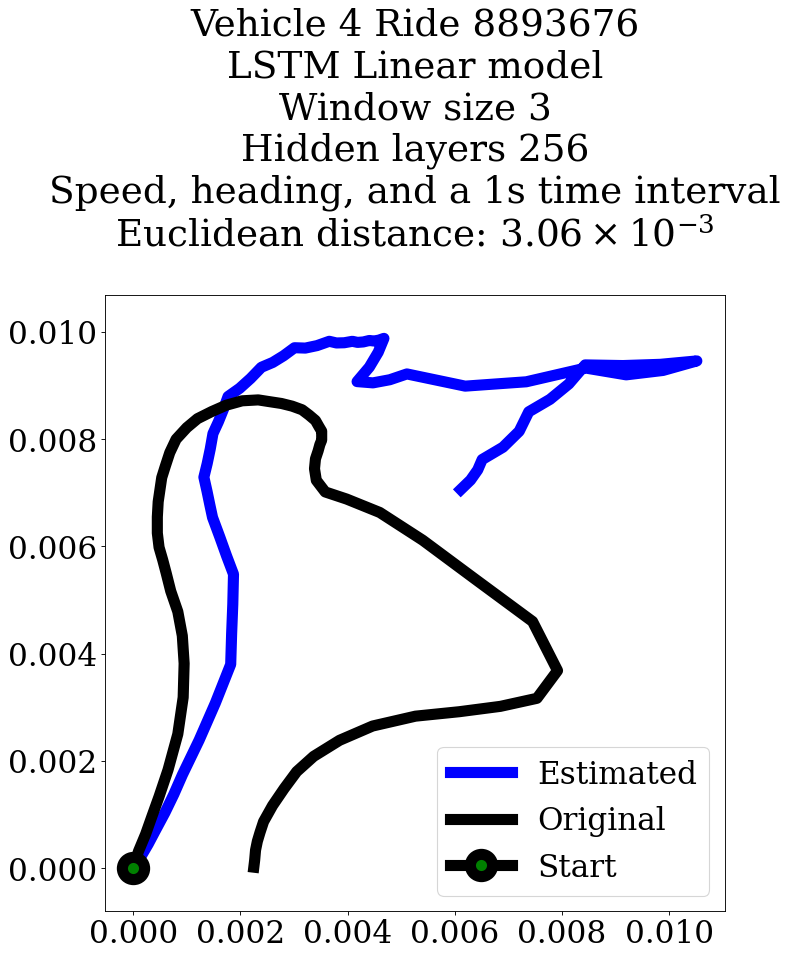 Vehicle 4 Ride 8893676
LSTM Linear model
Window size 3
Hidden layers 256
Speed, heading, and a 1s time interval
Euclidean distance: 3.06 × 10⁻³
0.010
0.008
0.006
0.004
0.002
0.000
Estimated
Original
Start
0.000 0.002 0.004 0.006 0.008 0.010